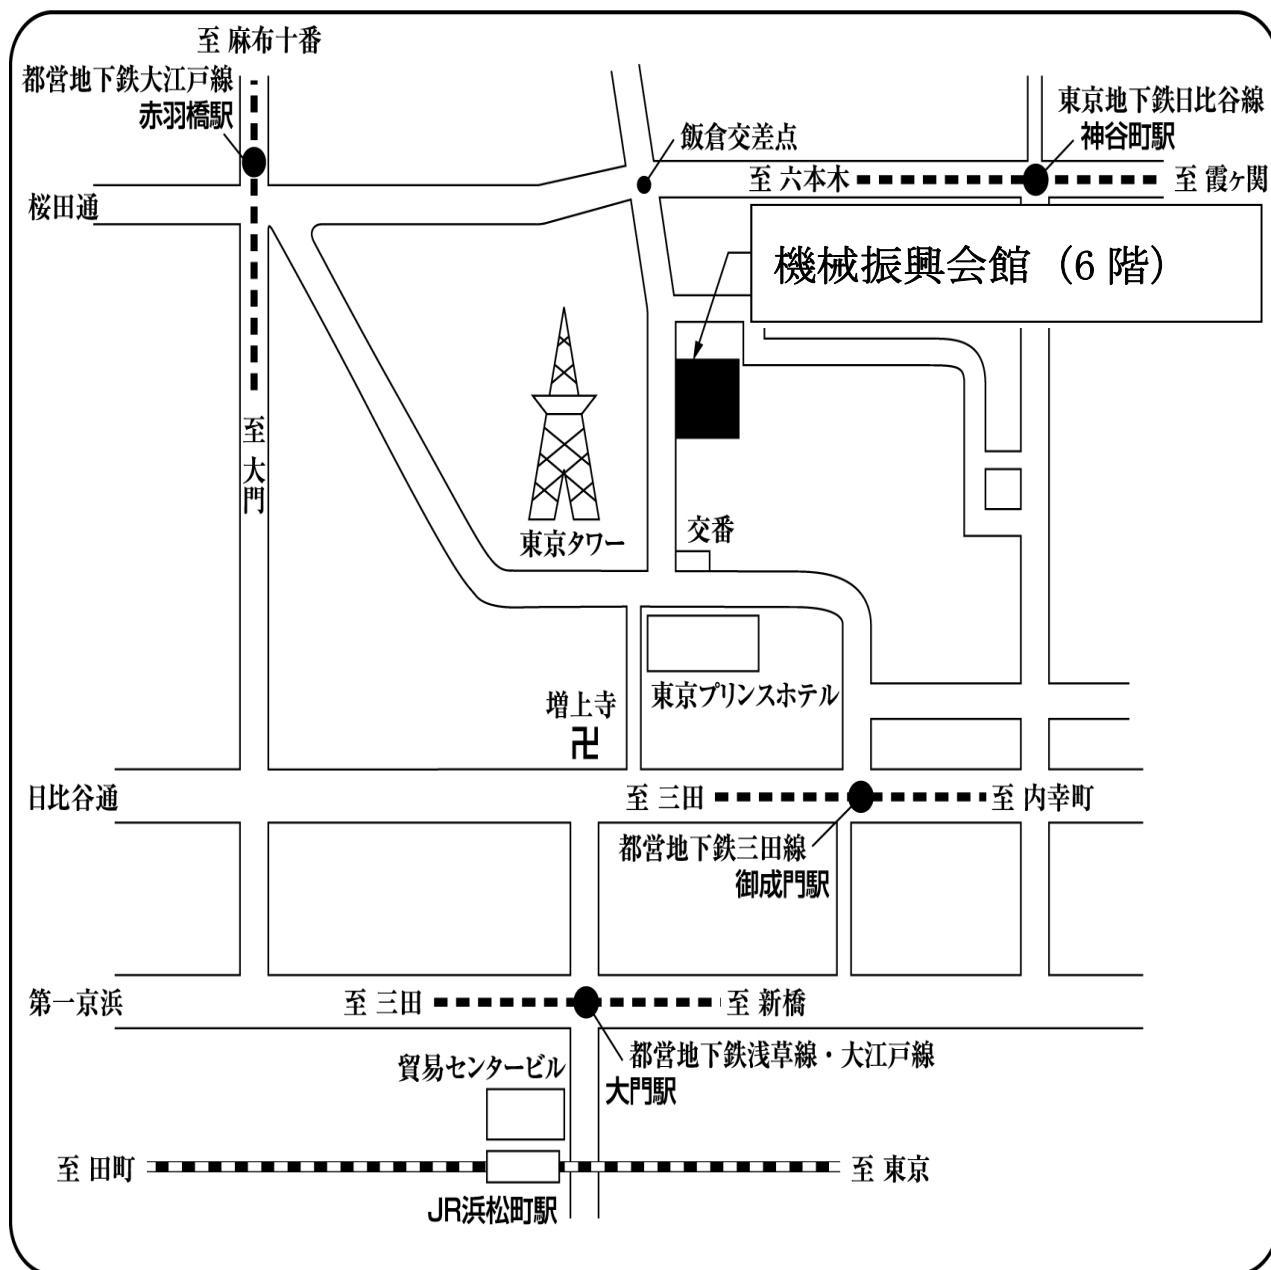 至 麻布十番
都営地下鉄大江戸線
赤羽橋駅
東京地下鉄日比谷線
神谷町駅
飯倉交差点
至 六本木
至 霞ヶ関
桜田通
機械振興会館（6 階）
至 大門
交番
東京タワー
増上寺
卍
東京プリンスホテル
日比谷通
至 三田
至 内幸町
都営地下鉄三田線
御成門駅
第一京浜
至 三田
至 新橋
都営地下鉄浅草線・大江戸線
大門駅
貿易センタービル
至 田町
至 東京
JR浜松町駅